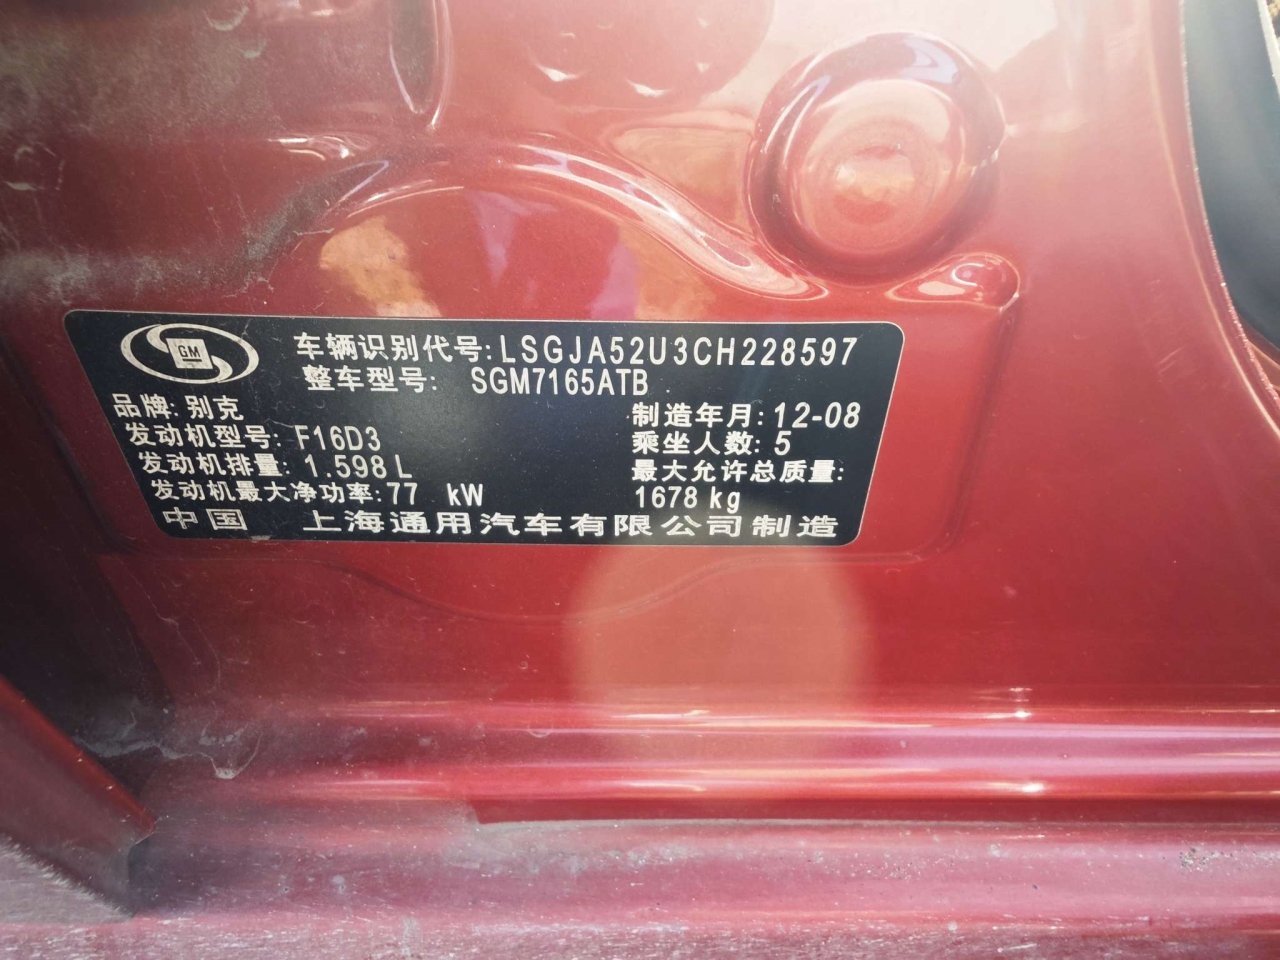 GM
车辆识别代号:LSGJA52U3CH228597
整车型号: SGM7165ATB
品牌: 别克
制造年月:12-08
发动机型号: F16D3
乘坐人数: 5
发动机排量: 1.598L
最大允许总质量:
发动机最大净功率:77 kW
1678 kg
中国 上海通用汽车有限公司制造